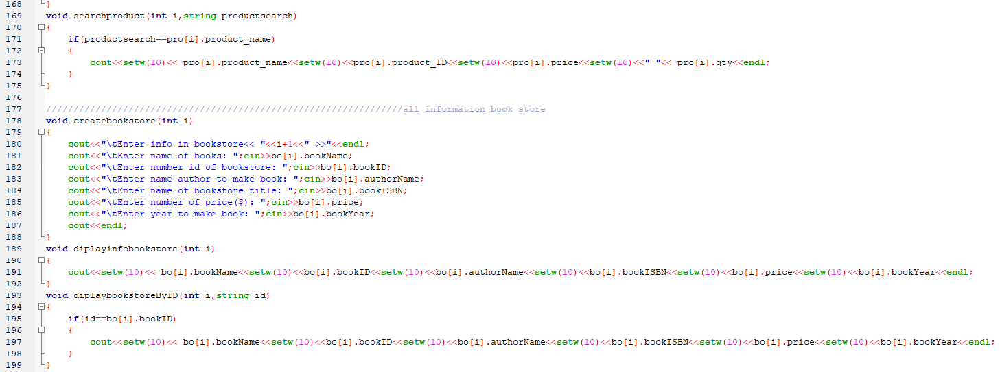 168 }
169 void searchproduct(int i,string productsearch)
170 {
171 if(productsearch==pro[i].product_name)
172 {
173 cout<<setw(10)<< pro[i].product_name<<setw(10)<<pro[i].product_ID<<setw(10)<<pro[i].price<<setw(10)<<" "<< pro[i].qty<<endl;
174 }
175 }
176
177 /////////////////////////////////////////////////////////////////all information book store
178 void createbookstore(int i)
179 {
180 cout<<"\tEnter info in bookstore<< "<<i+1<<" >>"<<endl;
181 cout<<"\tEnter name of books: ";cin>>bo[i].bookName;
182 cout<<"\tEnter number id of bookstore: ";cin>>bo[i].bookID;
183 cout<<"\tEnter name author to make book: ";cin>>bo[i].authorName;
184 cout<<"\tEnter name of bookstore title: ";cin>>bo[i].bookISBN;
185 cout<<"\tEnter number of price($): ";cin>>bo[i].price;
186 cout<<"\tEnter year to make book: ";cin>>bo[i].bookYear;
187 cout<<endl;
188 }
189 void diplayinfobookstore(int i)
190 {
191 cout<<setw(10)<< bo[i].bookName<<setw(10)<<bo[i].bookID<<setw(10)<<bo[i].authorName<<setw(10)<<bo[i].bookISBN<<setw(10)<<bo[i].price<<setw(10)<<bo[i].bookYear<<endl;
192 }
193 void diplaybookstoreByID(int i,string id)
194 {
195 if(id==bo[i].bookID)
196 {
197 cout<<setw(10)<< bo[i].bookName<<setw(10)<<bo[i].bookID<<setw(10)<<bo[i].authorName<<setw(10)<<bo[i].bookISBN<<setw(10)<<bo[i].price<<setw(10)<<bo[i].bookYear<<endl;
198 }
199 }